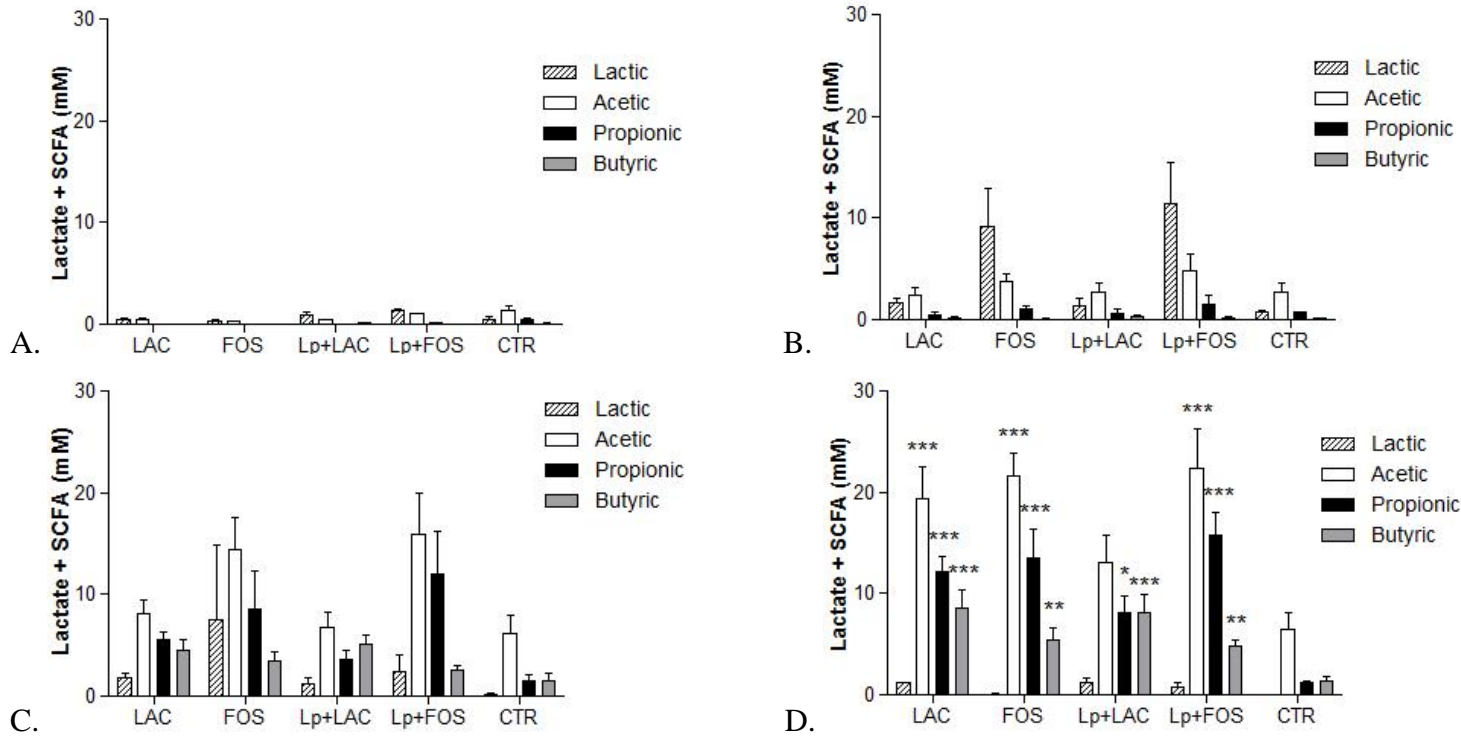 Lactate + SCFA (mM)
30
20
10
0
Lactic
Acetic
Propionic
Butyric
LAC FOS Lp+LAC Lp+FOS CTR
A.
Lactate + SCFA (mM)
30
20
10
0
Lactic
Acetic
Propionic
Butyric
LAC FOS Lp+LAC Lp+FOS CTR
B.
Lactate + SCFA (mM)
30
20
10
0
Lactic
Acetic
Propionic
Butyric
LAC FOS Lp+LAC Lp+FOS CTR
C.
Lactate + SCFA (mM)
30
20
10
0
*** *** ***
*** *** * *** ***
*** ** **
Lactic
Acetic
Propionic
Butyric
LAC FOS Lp+LAC Lp+FOS CTR
D.